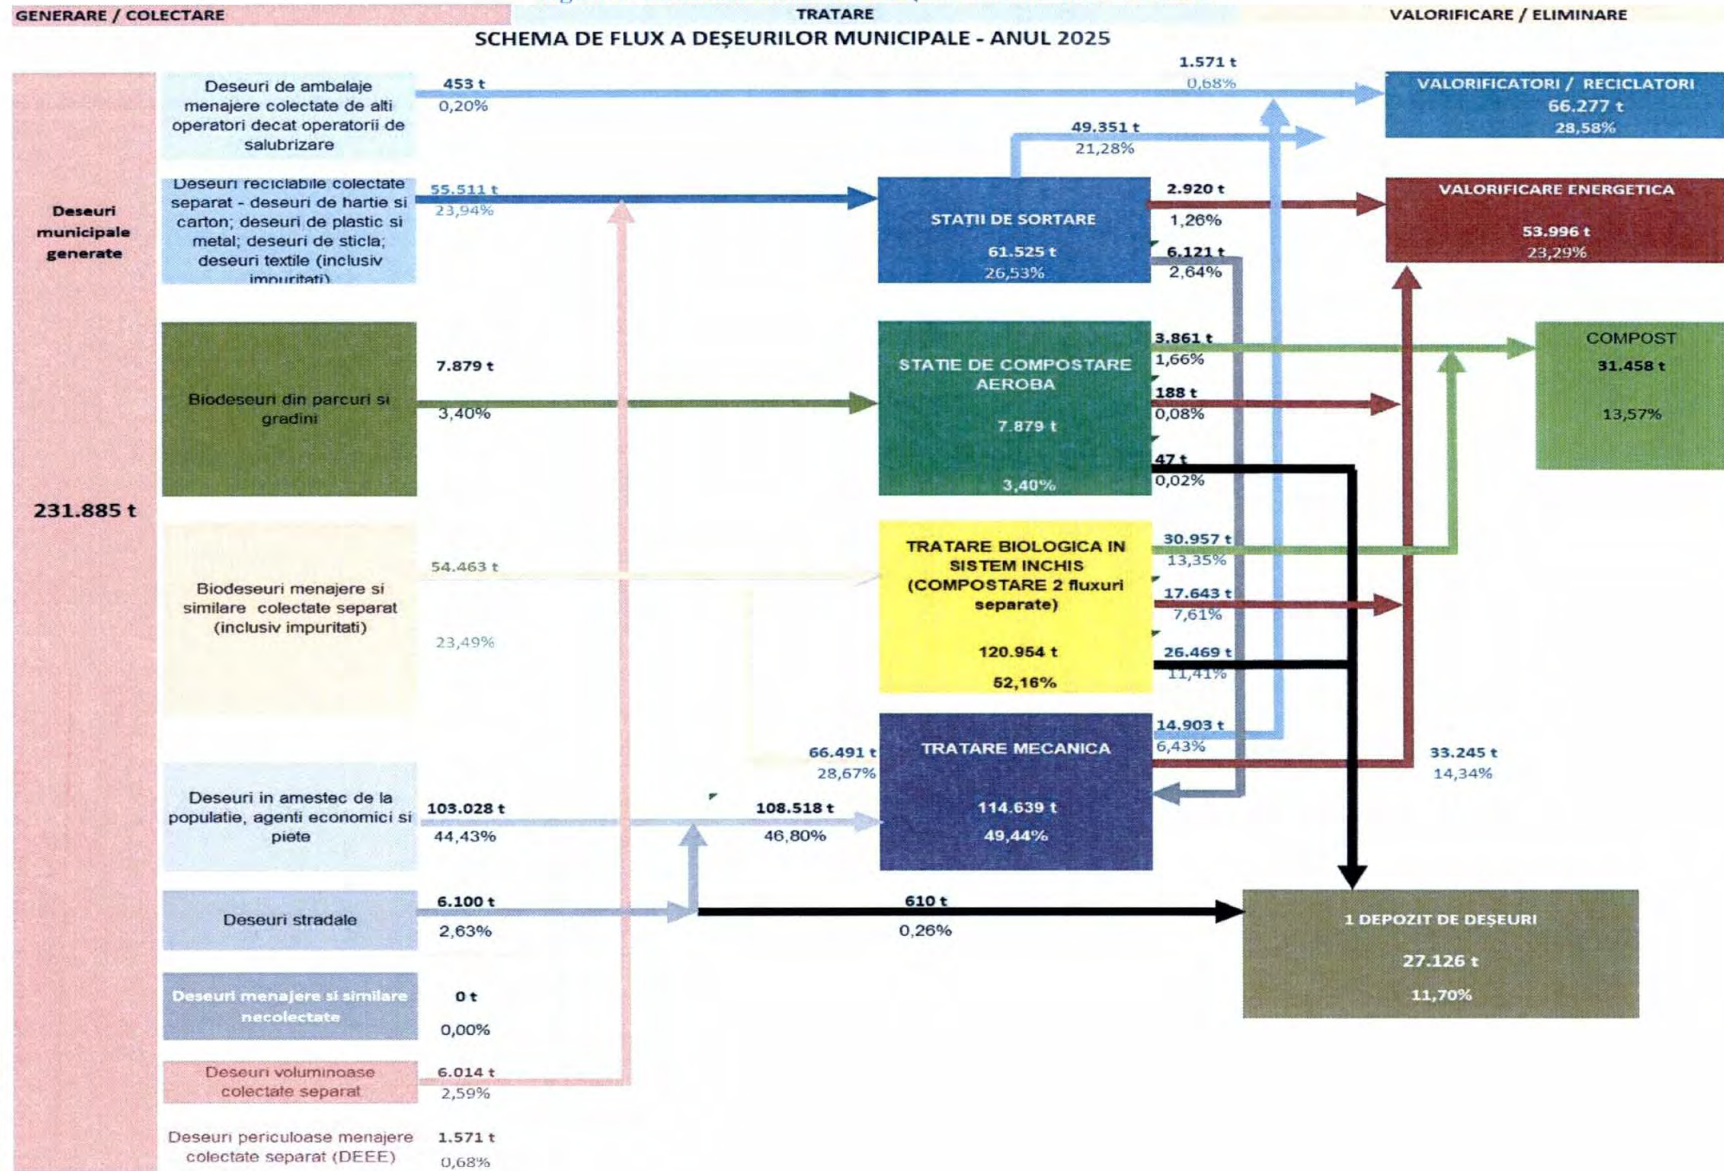 GENERARE / COLECTARE
TRATARE
VALORIFICARE / ELIMINARE
SCHEMA DE FLUX A DEȘEURILOR MUNICIPALE - ANUL 2025
Deseuri
municipale
generate
231.885 t
Deseuri de ambalaje
menajere colectate de alti
operatori decat operatorii de
salubrizare
453 t
0,20%
1.571 t
0,68%
VALORIFICATORI / RECICLATORI
66.277 t
28,58%
49.351 t
21,28%
Deseuri reciclabile colectate
separat - deseuri de hartie si
carton; deseuri de plastic si
metal; deseuri de sticla;
deseuri textile (inclusiv
impuritati)
55.511 t
23,94%
STAȚII DE SORTARE
61.525 t
26,53%
2.920 t
1,26%
6.121 t
2,64%
VALORIFICARE ENERGETICA
53.996 t
23,29%
Biodeseuri din parcuri si
gradini
7.879 t
3,40%
STATIE DE COMPOSTARE
AEROBA
7.879 t
3,40%
3.861 t
1,66%
188 t
0,08%
47 t
0,02%
COMPOST
31.458 t
13,57%
Biodeseuri menajere si
similare colectate separat
(inclusiv impuritati)
54.463 t
23,49%
TRATARE BIOLOGICA IN
SISTEM INCHIS
(COMPOSTARE 2 fluxuri
separate)
120.954 t
52,16%
30.957 t
13,35%
17.643 t
7,61%
26.469 t
11,41%
Deseuri in amestec de la
populatie, agenti economici si
piete
103.028 t
44,43%
108.518 t
46,80%
66.491 t
28,67%
TRATARE MECANICA
114.639 t
49,44%
14.903 t
6,43%
33.245 t
14,34%
Deseuri stradale
6.100 t
2,63%
610 t
0,26%
1 DEPOZIT DE DEȘEURI
27.126 t
11,70%
Deseuri menajere si similare
necolectate
0 t
0,00%
Deseuri voluminoase
colectate separat
6.014 t
2,59%
Deseuri periculoase menajere
colectate separat (DEEE)
1.571 t
0,68%